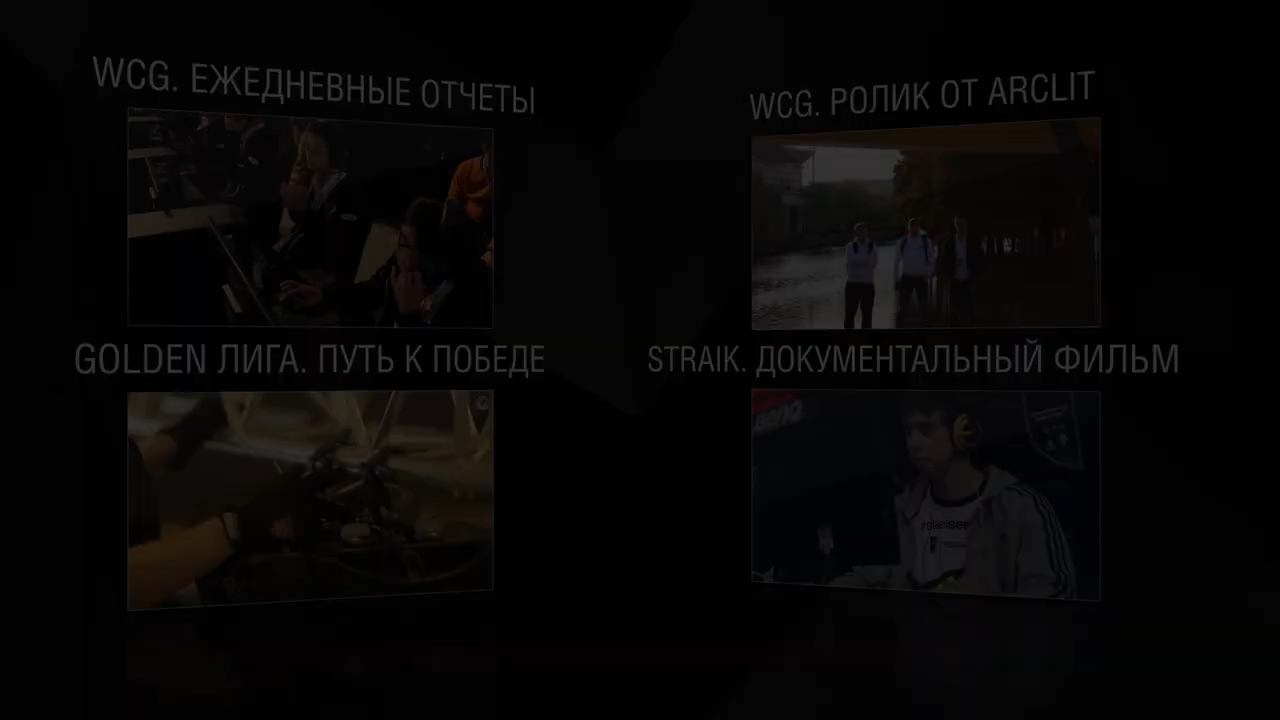 WCG. ЕЖЕДНЕВНЫЕ ОТЧЕТЫ
WCG. РОЛИК ОТ ARCLIT
GOLDEN ЛИГА. ПУТЬ К ПОБЕДЕ
STRAIK. ДОКУМЕНТАЛЬНЫЙ ФИЛЬМ